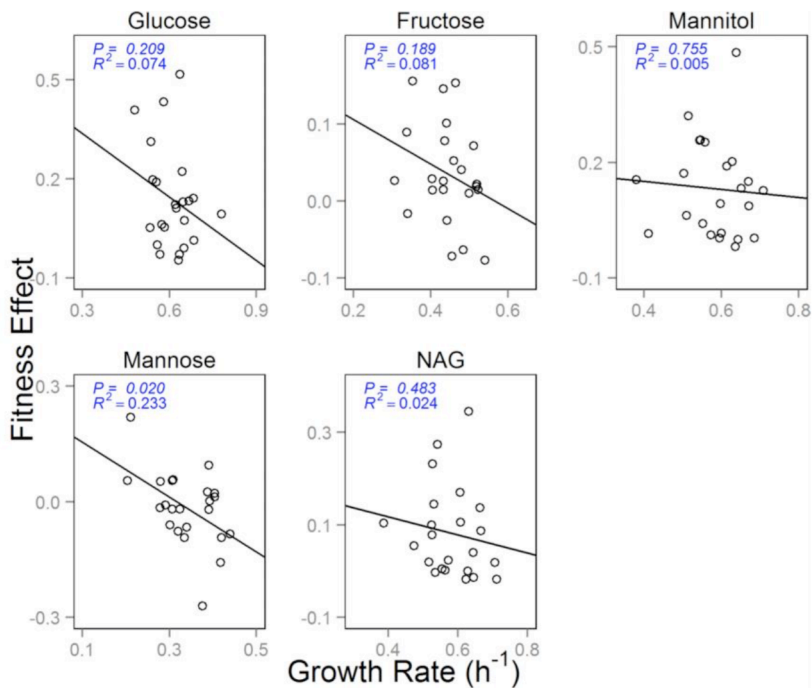 Glucose
P = 0.209
R² = 0.074
0.5
0.2
-0.1
0.3 0.6 0.9
Fructose
P = 0.189
R² = 0.081
0.1
0.0
-0.1
0.2 0.4 0.6
Mannitol
P = 0.755
R² = 0.005
0.5
0.2
-0.1
0.4 0.6 0.8
Fitness Effect
Mannose
P = 0.020
R² = 0.233
0.3
0.0
-0.3
0.1 0.3 0.5
NAG
P = 0.483
R² = 0.024
0.3
0.1
-0.1
0.4 0.6 0.8
Growth Rate (h⁻¹)